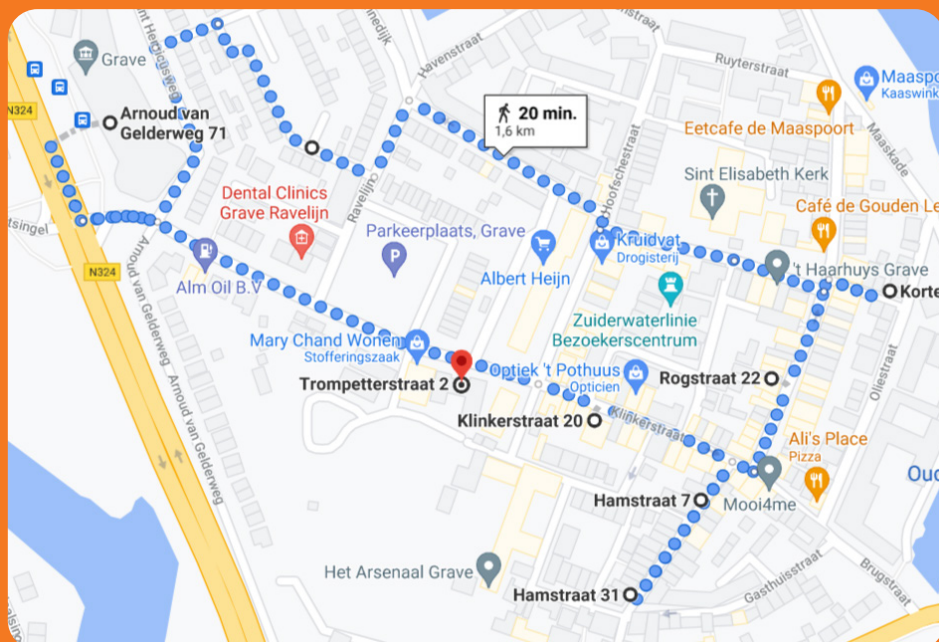 Havenstraat
Ruyterstraat
Grave
Maaskade
N324
Arnoud van
Gelderweg 71
20 min.
1,6 km
Eetcafe de Maaspoort
Sint Elisabeth Kerk
Dental Clinics
Grave Ravelijn
Ravelijn
Hoofschestraat
Café de Gouden Le
Parkeerplaats, Grave
Kruidvat
Drogisterij
Albert Heijn
't Haarhuys Grave
Korte
N324
Alm Oil B.V
Zuiderwaterlinie
Bezoekerscentrum
Arnoud van Gelderweg
Arnoud van Gelderweg
Mary Chand Wonen
Stofferingszaak
Trompetterstraat 2
Optiek 't Pothuus
Opticien
Rogstraat 22
Oliestraat
Klinkerstraat 20
Klinkerstraat
Ali's Place
Pizza
Hamstraat 7
Mooi4me
Het Arsenaal Grave
Hamstraat 31
Gasthuisstraat
Brugstraat